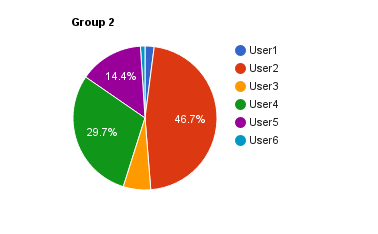 Group 2
14.4%
46.7%
29.7%
User1
User2
User3
User4
User5
User6